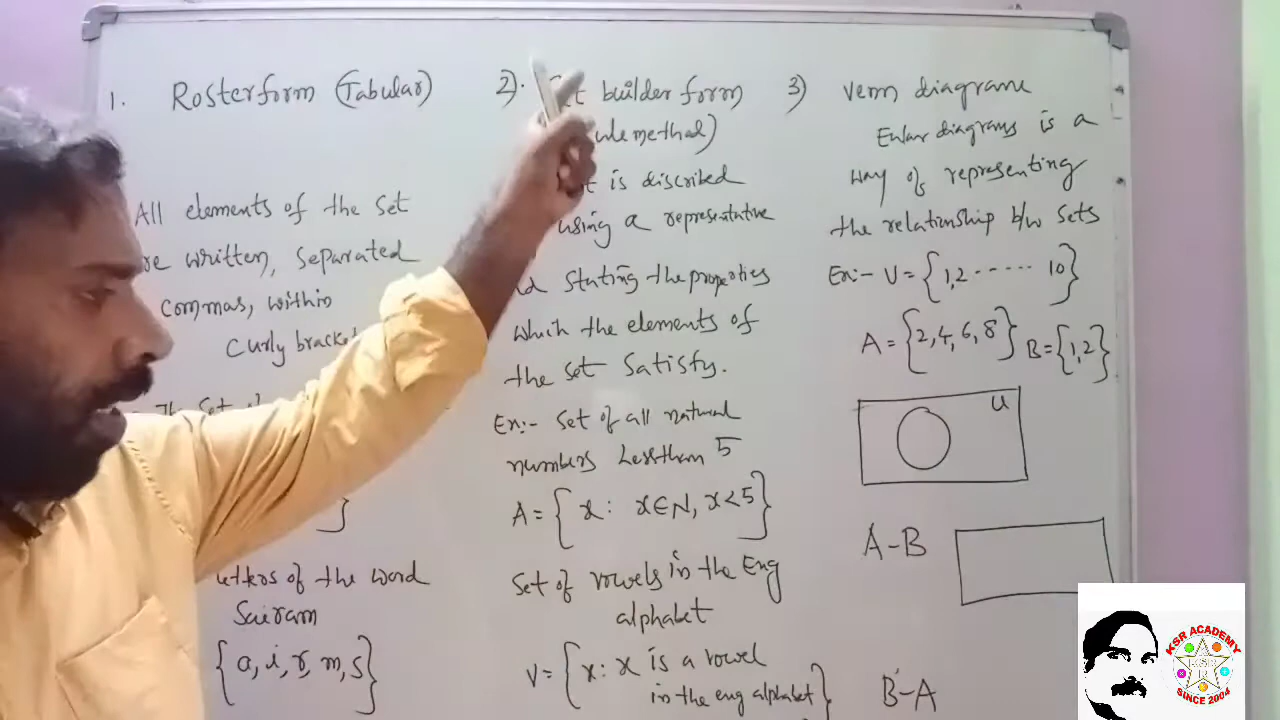 1. Rosterform (Tabular)
All elements of the set
written, separated
commas, within
Curly
letters of the word
Sairam
{a, i, r, m, s}
2). builder form
method)
is discribed
using a representative
stating the properties
which the elements of
the set Satisfy.
Ex:- set of all natural
numbers Lessthan 5
A = { x : x∈N, x<5 }
Set of vowels in the Eng
alphabet
V = { x : x is a vowel
in the eng alphabet }
3) Venn diagrams
Eular diagrams is a
way of representing
the relationship b/w sets
Ex:- U = { 1,2 ----- 10 }
A = {2,4,6,8} B = {1,2}
U
A-B
B-A
KSR ACADEMY
KSR
SINCE 2004